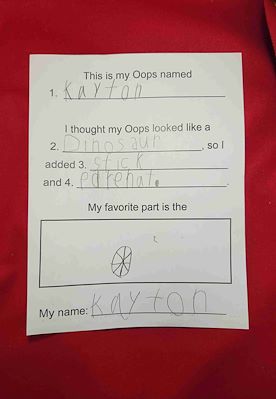 This is my Oops named
1. Kayton
I thought my Oops looked like a
2. Dinosaur, so I
added 3. stick
and 4.
My favorite part is the
My name: Kayton